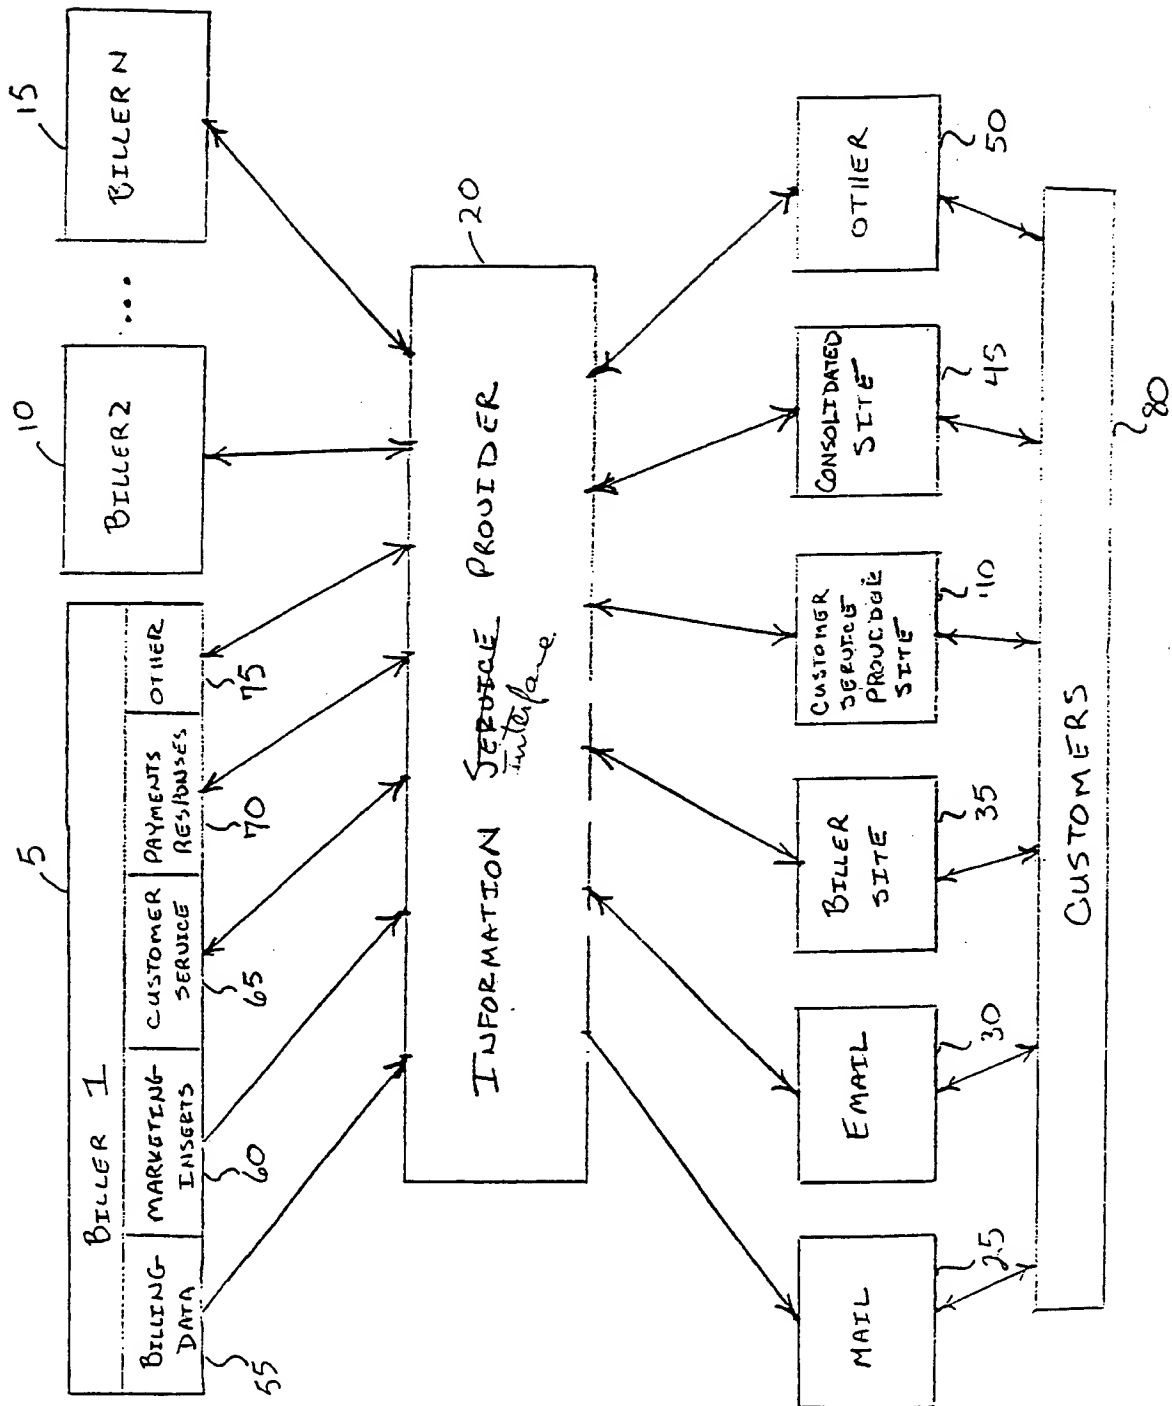 5
10
15
BILLER 1
BILLER 2
...
BILLER N
BILLING
DATA
MARKETING
INSERTS
CUSTOMER
SERVICE
PAYMENTS
RESPONSES
OTHER
55
60
65
70
75
20
INFORMATION SERVICE PROVIDER
interface
MAIL
EMAIL
BILLER
SITE
CUSTOMER
SERVICE
PROVIDER
SITE
CONSOLIDATED
SITE
OTHER
25
30
35
40
45
50
CUSTOMERS
80